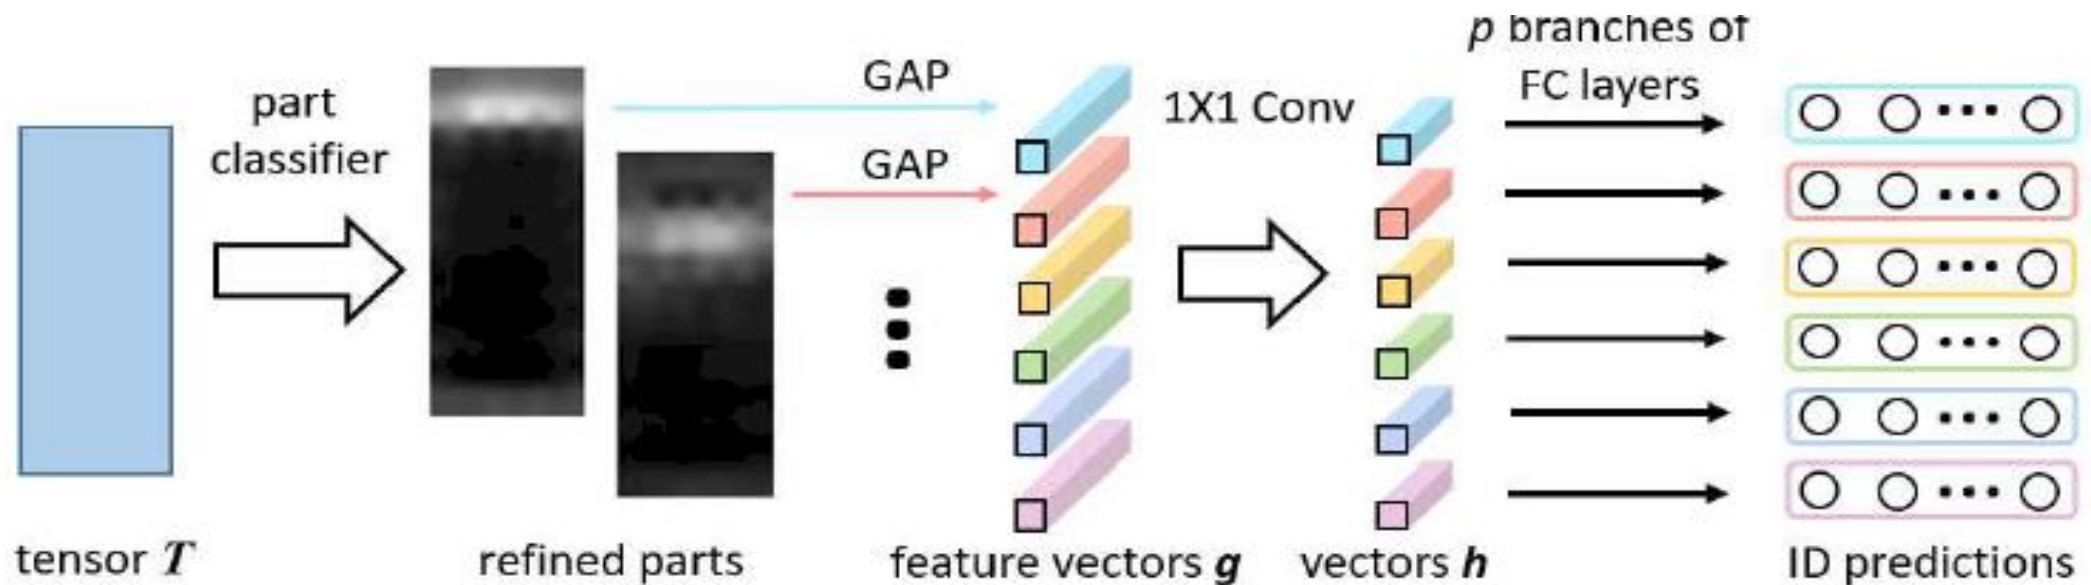 part
classifier
GAP
GAP
1X1 Conv
p branches of
FC layers
tensor T
refined parts
feature vectors g
vectors h
ID predictions